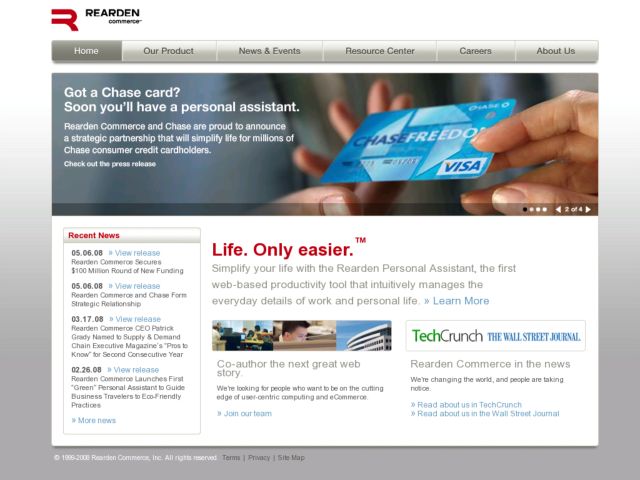 REARDEN
commerce™
Home
Our Product
News & Events
Resource Center
Careers
About Us
Got a Chase card?
Soon you'll have a personal assistant.
Rearden Commerce and Chase are proud to announce
a strategic partnership that will simplify life for millions of
Chase consumer credit cardholders.
Check out the press release
CHASE
CHASE FREEDOM
VISA
2 of 4
Recent News
05.06.08 » View release
Rearden Commerce Secures
$100 Million Round of New Funding
05.06.08 » View release
Rearden Commerce and Chase Form
Strategic Relationship
03.17.08 » View release
Rearden Commerce CEO Patrick
Grady Named to Supply & Demand
Chain Executive Magazine's "Pros to
Know" for Second Consecutive Year
02.26.08 » View release
Rearden Commerce Launches First
"Green" Personal Assistant to Guide
Business Travelers to Eco-Friendly
Practices
» More news
Life. Only easier.™
Simplify your life with the Rearden Personal Assistant, the first
web-based productivity tool that intuitively manages the
everyday details of work and personal life. » Learn More
Co-author the next great web
story.
We're looking for people who want to be on the cutting
edge of user-centric computing and eCommerce.
» Join our team
TechCrunch THE WALL STREET JOURNAL.
Rearden Commerce in the news
We're changing the world, and people are taking
notice.
» Read about us in TechCrunch
» Read about us in the Wall Street Journal
© 1999-2008 Rearden Commerce, Inc. All rights reserved. Terms | Privacy | Site Map